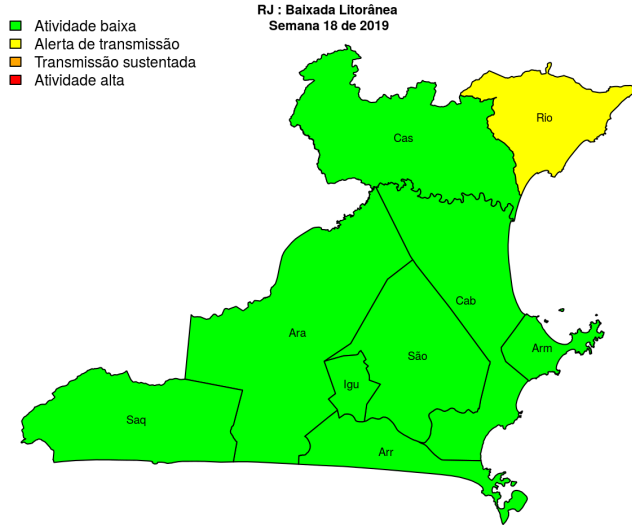 RJ : Baixada Litorânea
Semana 18 de 2019
Atividade baixa
Alerta de transmissão
Transmissão sustentada
Atividade alta
Rio
Cas
Cab
Ara
Arm
São
Igu
Saq
Arr